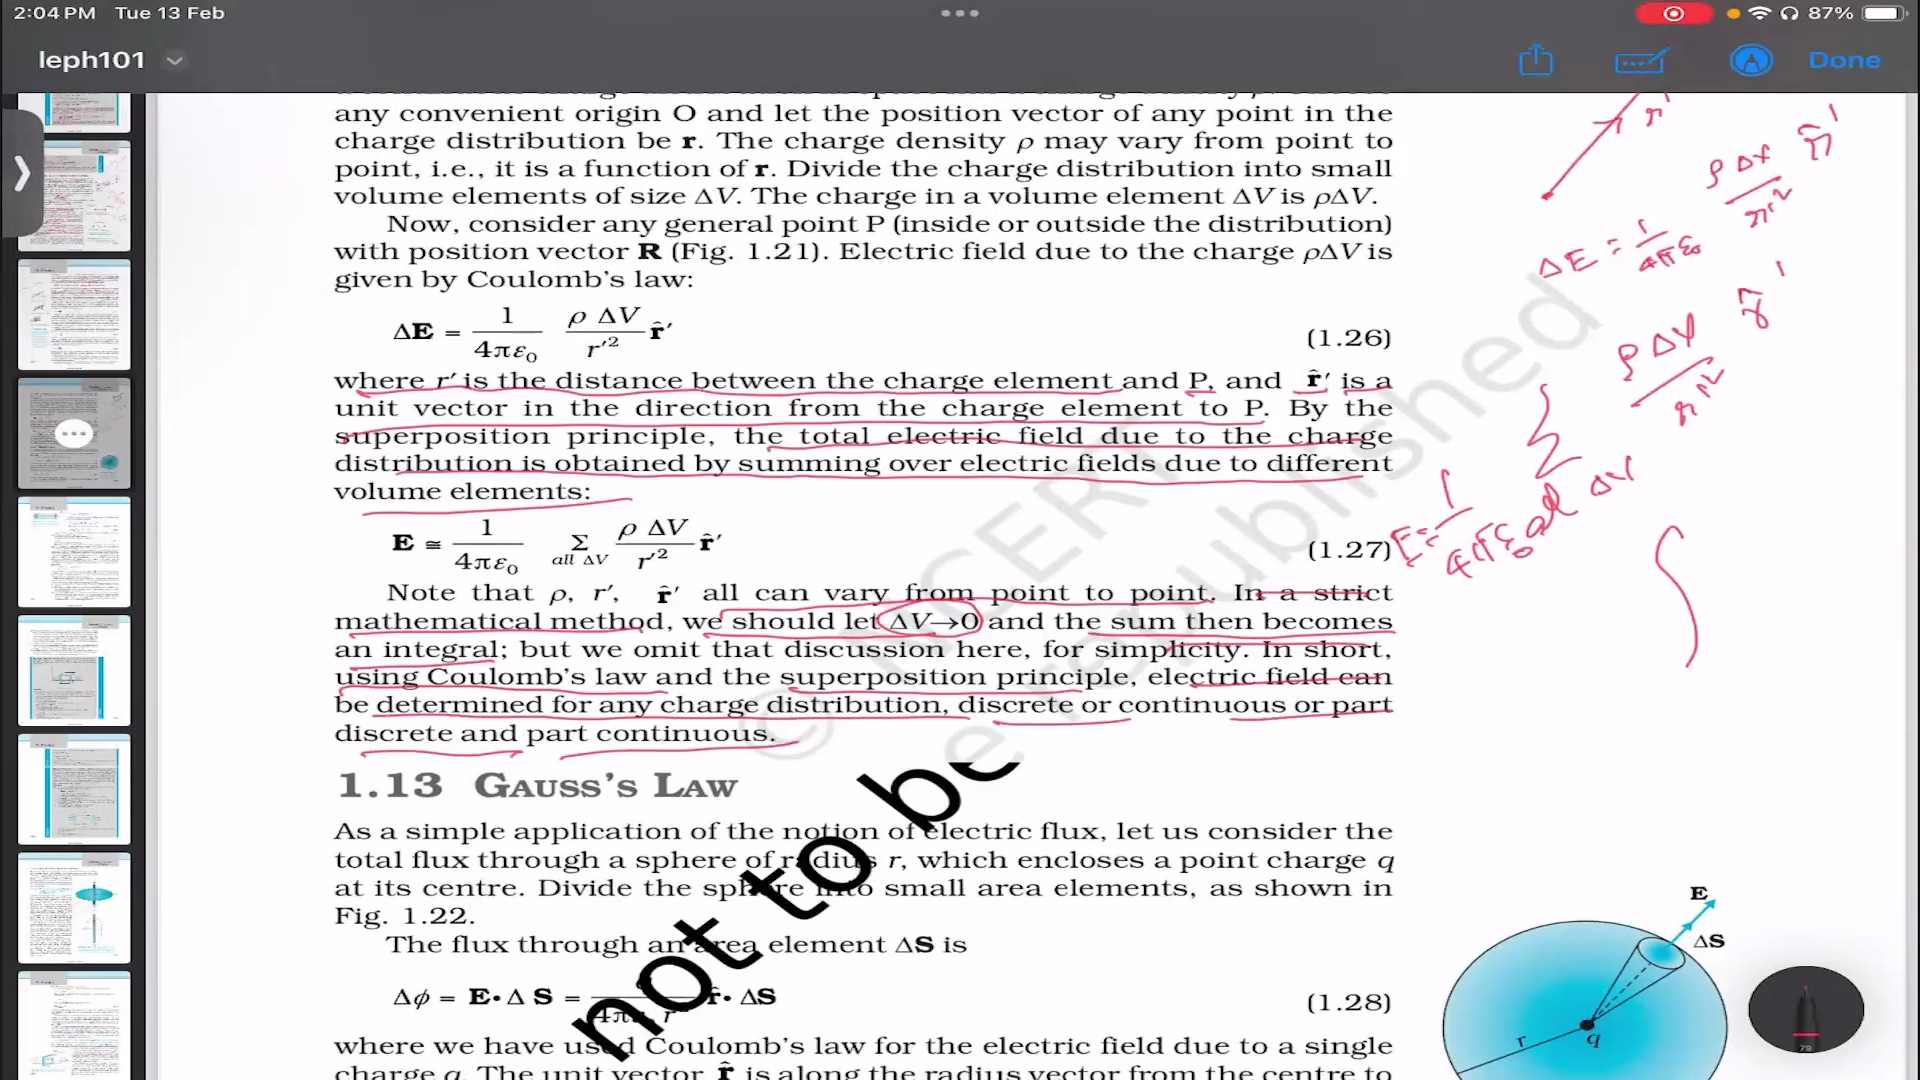 2:04 PM Tue 13 Feb
87%
leph101
Done
any convenient origin O and let the position vector of any point in the
charge distribution be r. The charge density ρ may vary from point to
point, i.e., it is a function of r. Divide the charge distribution into small
volume elements of size ΔV. The charge in a volume element ΔV is ρΔV.
Now, consider any general point P (inside or outside the distribution)
with position vector R (Fig. 1.21). Electric field due to the charge ρΔV is
given by Coulomb's law:
ΔE = 1/4πε₀ ρ ΔV/r'² r̂' (1.26)
where r' is the distance between the charge element and P, and r̂' is a
unit vector in the direction from the charge element to P. By the
superposition principle, the total electric field due to the charge
distribution is obtained by summing over electric fields due to different
volume elements:
E ≅ 1/4πε₀ Σ all ΔV ρ ΔV/r'² r̂' (1.27)
Note that ρ, r', r̂' all can vary from point to point. In a strict
mathematical method, we should let ΔV→0 and the sum then becomes
an integral; but we omit that discussion here, for simplicity. In short,
using Coulomb's law and the superposition principle, electric field can
be determined for any charge distribution, discrete or continuous or part
discrete and part continuous.
1.13 GAUSS'S LAW
As a simple application of the notion of electric flux, let us consider the
total flux through a sphere of radius r, which encloses a point charge q
at its centre. Divide the sphere into small area elements, as shown in
Fig. 1.22.
The flux through an area element ΔS is
Δϕ = E•Δ S = r̂• ΔS (1.28)
where we have used Coulomb's law for the electric field due to a single
charge q. The unit vector r̂ is along the radius vector from the centre to
© NCERT
not to be republished
r'
ΔE = 1/4πε₀ ρ ΔV/r'² r̂'
E = 1/4πε₀ Σ all ΔV ρ ΔV/r'² r̂'
∫
E
ΔS
r
q